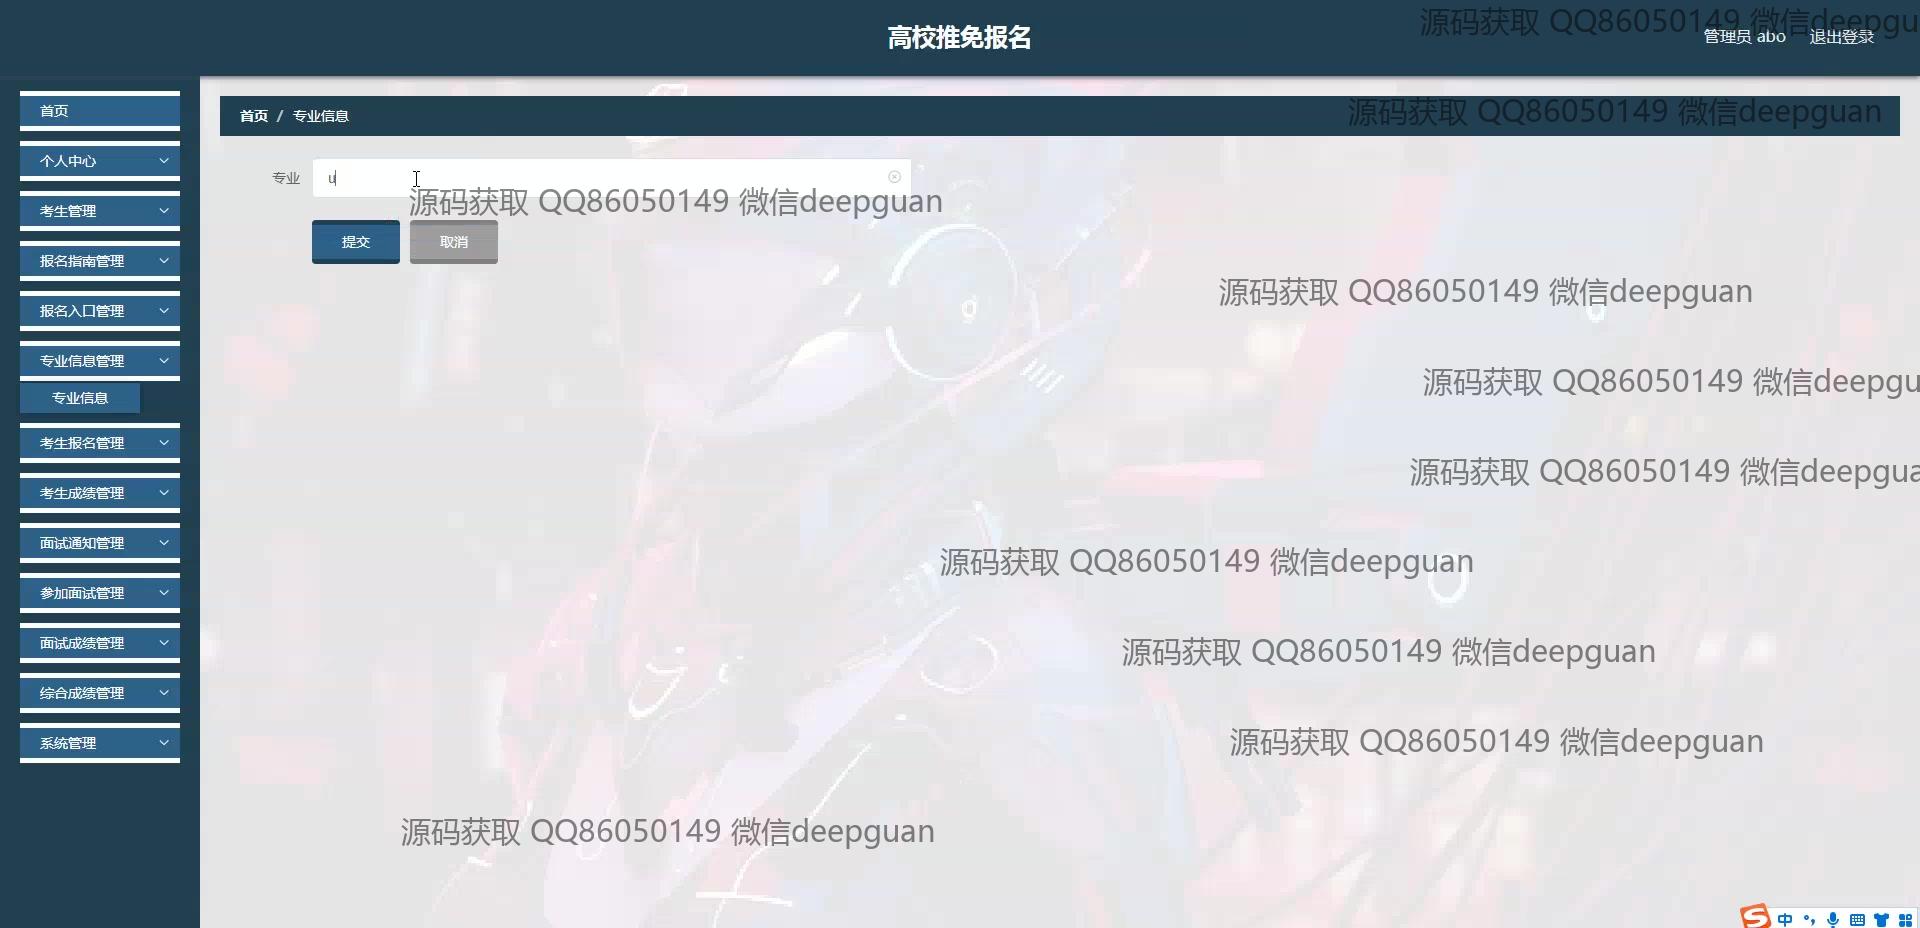 高校推免报名
源码获取 QQ86050149 微信deepgu
管理员 abo 退出登录
首页
个人中心
考生管理
报名指南管理
报名入口管理
专业信息管理
专业信息
考生报名管理
考生成绩管理
面试通知管理
参加面试管理
面试成绩管理
综合成绩管理
系统管理
首页 / 专业信息
源码获取 QQ86050149 微信deepguan
专业 u
源码获取 QQ86050149 微信deepguan
提交 取消
源码获取 QQ86050149 微信deepguan
源码获取 QQ86050149 微信deepgu
源码获取 QQ86050149 微信deepgua
源码获取 QQ86050149 微信deepguan
源码获取 QQ86050149 微信deepguan
源码获取 QQ86050149 微信deepguan
源码获取 QQ86050149 微信deepguan
S 中